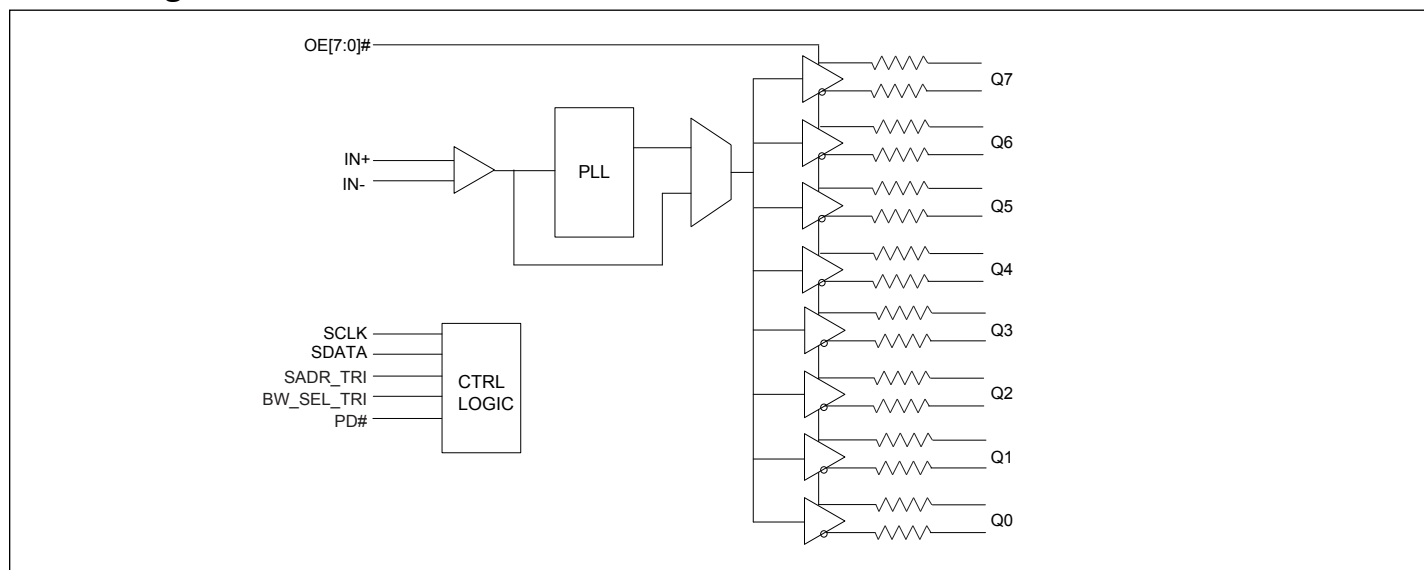 OE[7:0]#
Q7
Q6
IN+
IN-
PLL
Q5
Q4
SCLK
SDATA
SADR_TRI
BW_SEL_TRI
PD#
CTRL
LOGIC
Q3
Q2
Q1
Q0